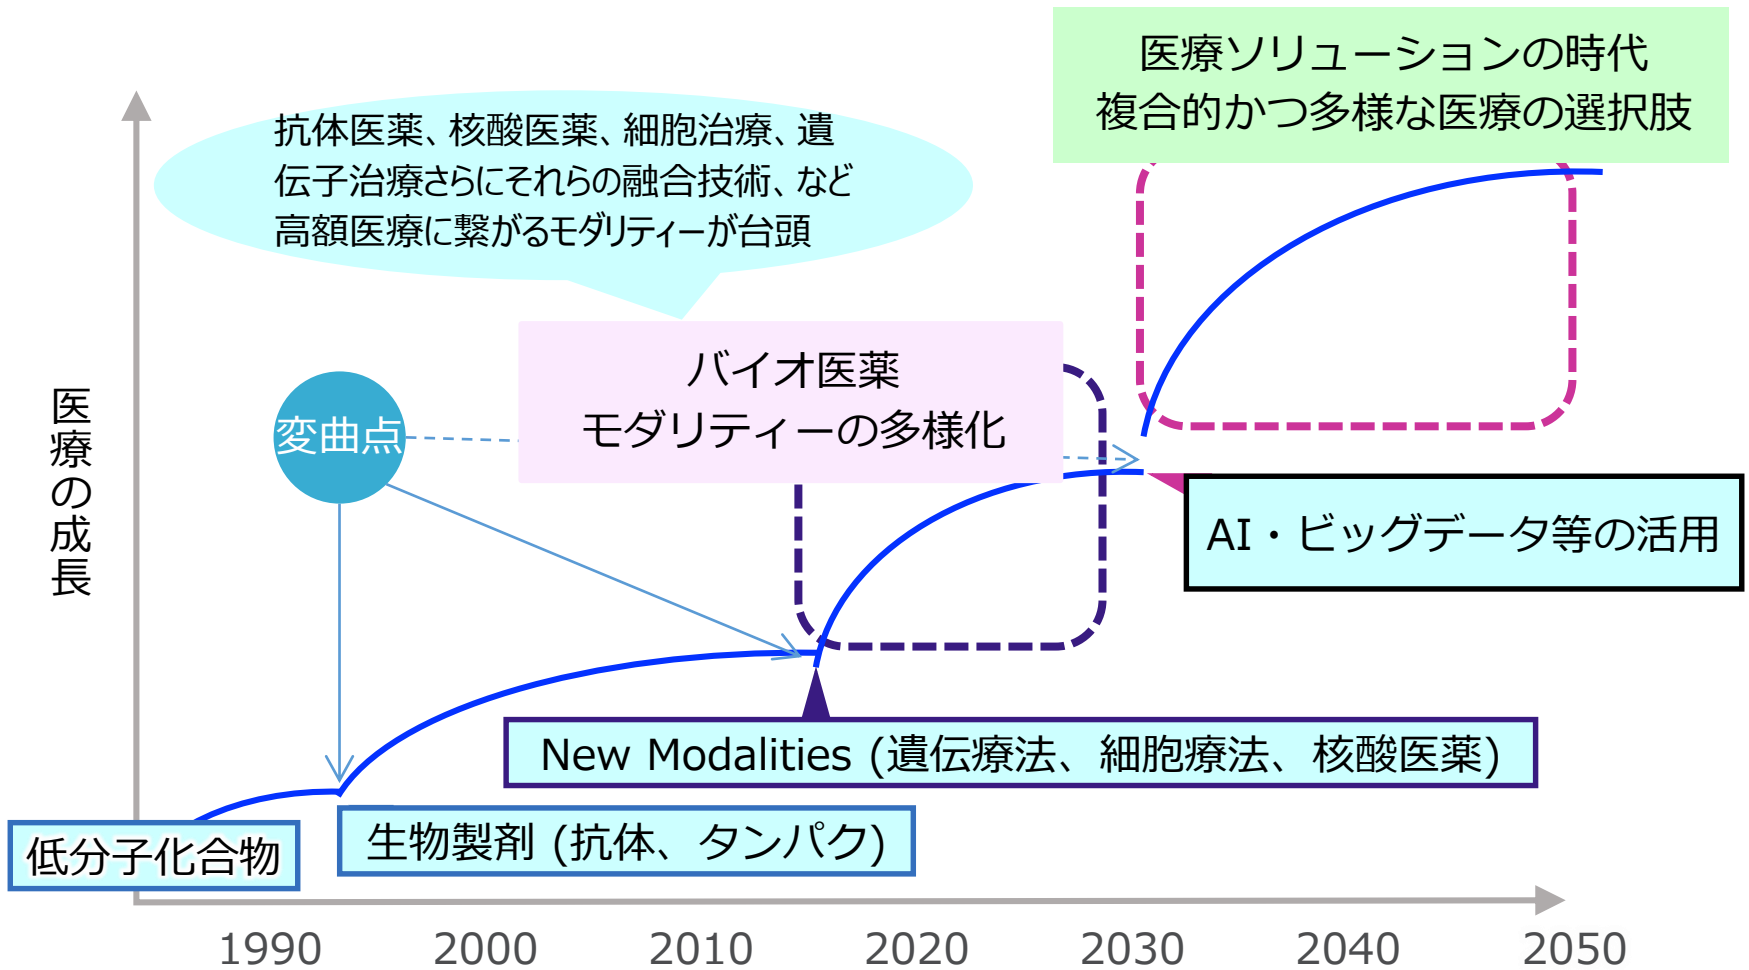 医療ソリューションの時代
複合的かつ多様な医療の選択肢
抗体医薬、核酸医薬、細胞治療、遺
伝子治療さらにそれらの融合技術、など
高額医療に繋がるモダリティーが台頭
バイオ医薬
モダリティーの多様化
医療の成長
変曲点
AI・ビッグデータ等の活用
New Modalities (遺伝療法、細胞療法、核酸医薬)
生物製剤 (抗体、タンパク)
低分子化合物
1990 2000 2010 2020 2030 2040 2050